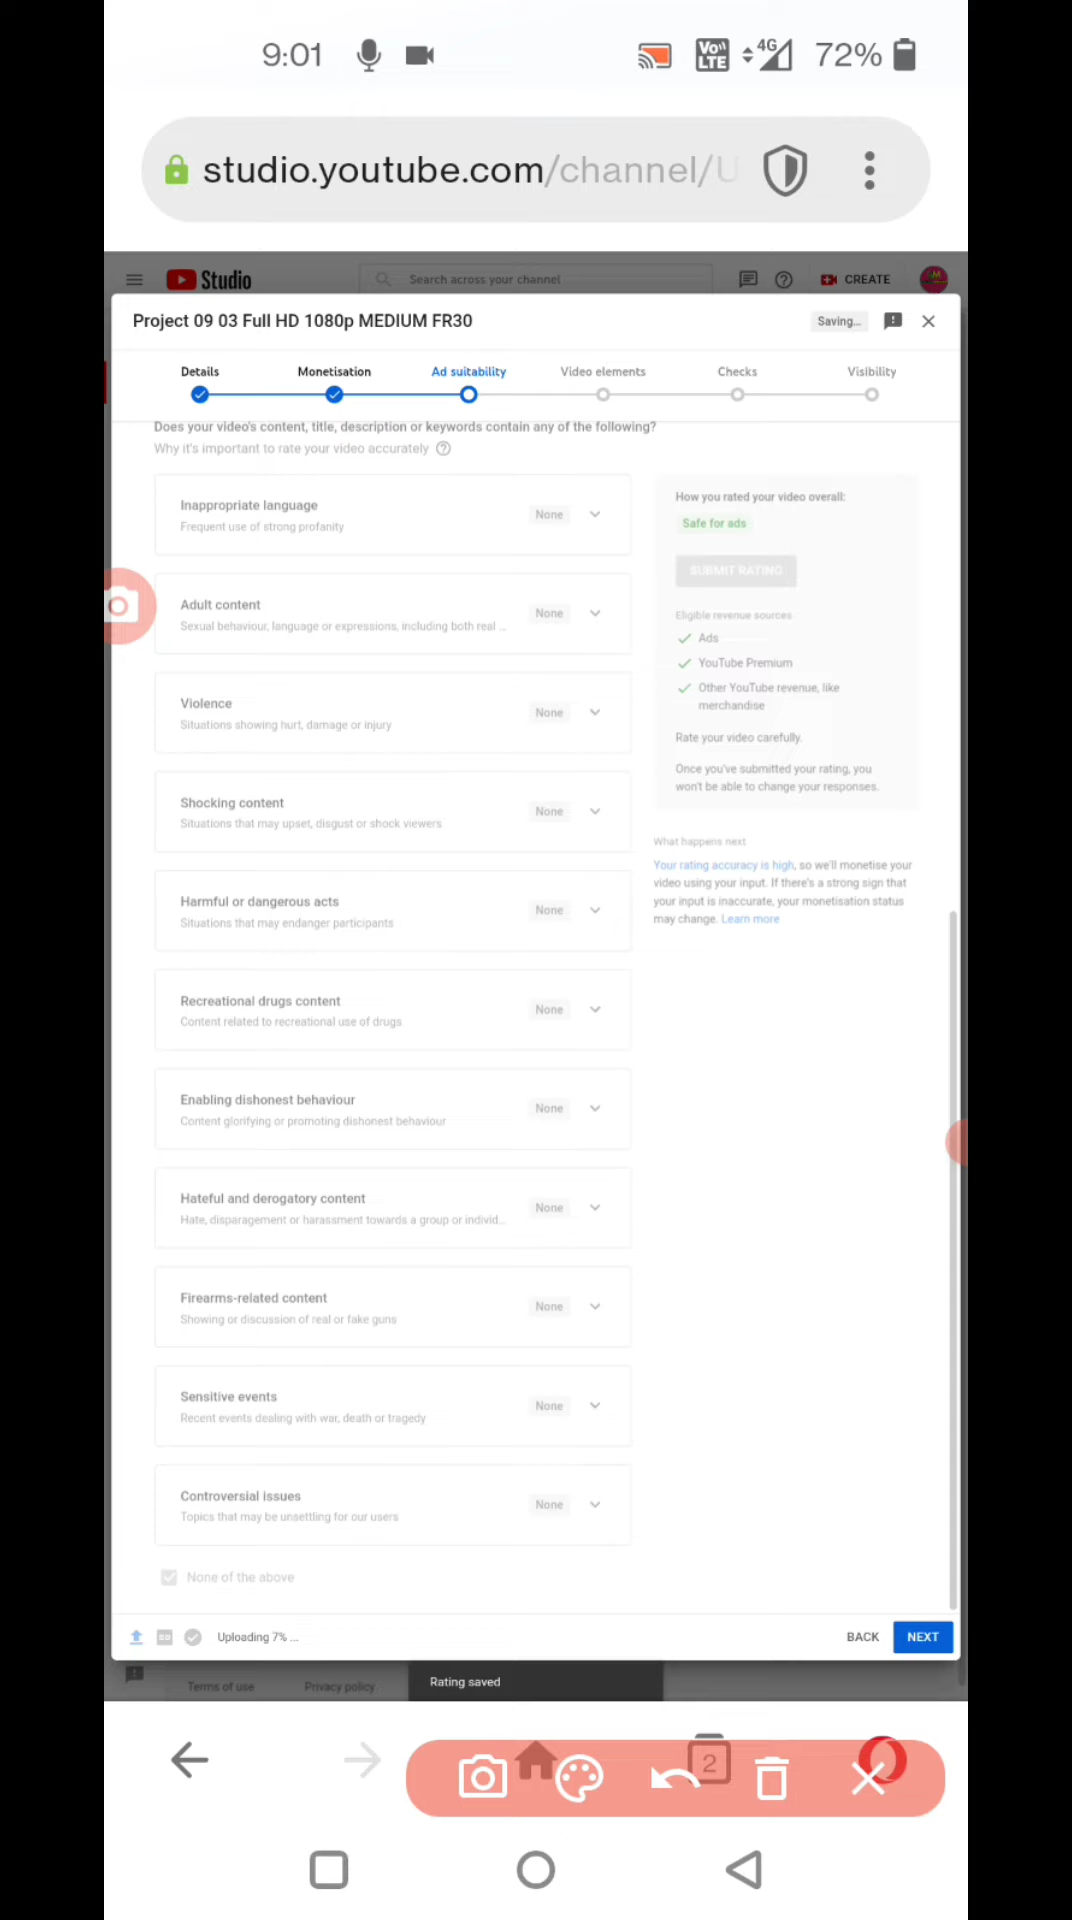 9:01
Vo LTE
4G
72%
studio.youtube.com/channel/U
Studio
Search across your channel
CREATE
Project 09 03 Full HD 1080p MEDIUM FR30
Saving...
Details
Monetisation
Ad suitability
Video elements
Checks
Visibility
Does your video's content, title, description or keywords contain any of the following?
Why it's important to rate your video accurately
Inappropriate language
Frequent use of strong profanity
None
Adult content
Sexual behaviour, language or expressions, including both real ...
None
Violence
Situations showing hurt, damage or injury
None
Shocking content
Situations that may upset, disgust or shock viewers
None
Harmful or dangerous acts
Situations that may endanger participants
None
Recreational drugs content
Content related to recreational use of drugs
None
Enabling dishonest behaviour
Content glorifying or promoting dishonest behaviour
None
Hateful and derogatory content
Hate, disparagement or harassment towards a group or individ...
None
Firearms-related content
Showing or discussion of real or fake guns
None
Sensitive events
Recent events dealing with war, death or tragedy
None
Controversial issues
Topics that may be unsettling for our users
None
None of the above
How you rated your video overall:
Safe for ads
SUBMIT RATING
Eligible revenue sources
Ads
YouTube Premium
Other YouTube revenue, like
merchandise
Rate your video carefully.
Once you've submitted your rating, you
won't be able to change your responses.
What happens next
Your rating accuracy is high, so we'll monetise your
video using your input. If there's a strong sign that
your input is inaccurate, your monetisation status
may change. Learn more
SD
Uploading 7% ...
BACK
NEXT
Terms of use
Privacy policy
Rating saved
2